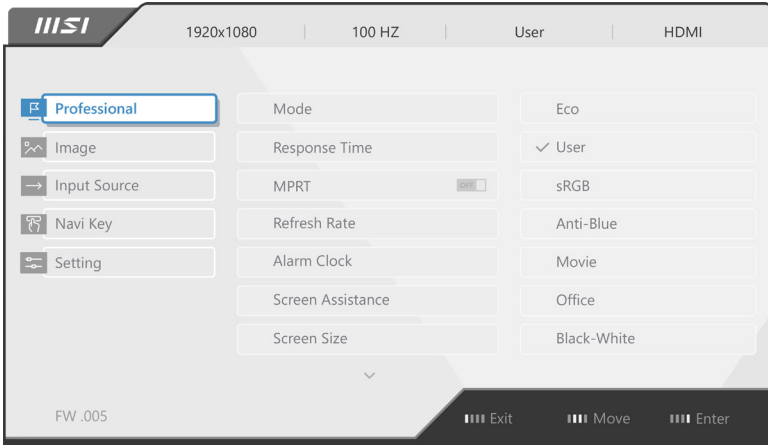 msi 1920x1080 100 HZ User HDMI
Professional Mode Eco
Image Response Time User
Input Source MPRT OFF sRGB
Navi Key Refresh Rate Anti-Blue
Setting Alarm Clock Movie
Screen Assistance Office
Screen Size Black-White
FW .005 Exit Move Enter